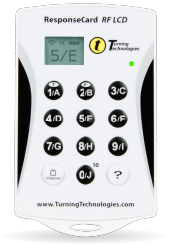 ResponseCard RF LCD
5/E
Turning
Technologies
1/A 2/B 3/C
4/D 5/E 6/F
7/G 8/H 9/I
10
Channel 0/J ?
www.TurningTechnologies.com